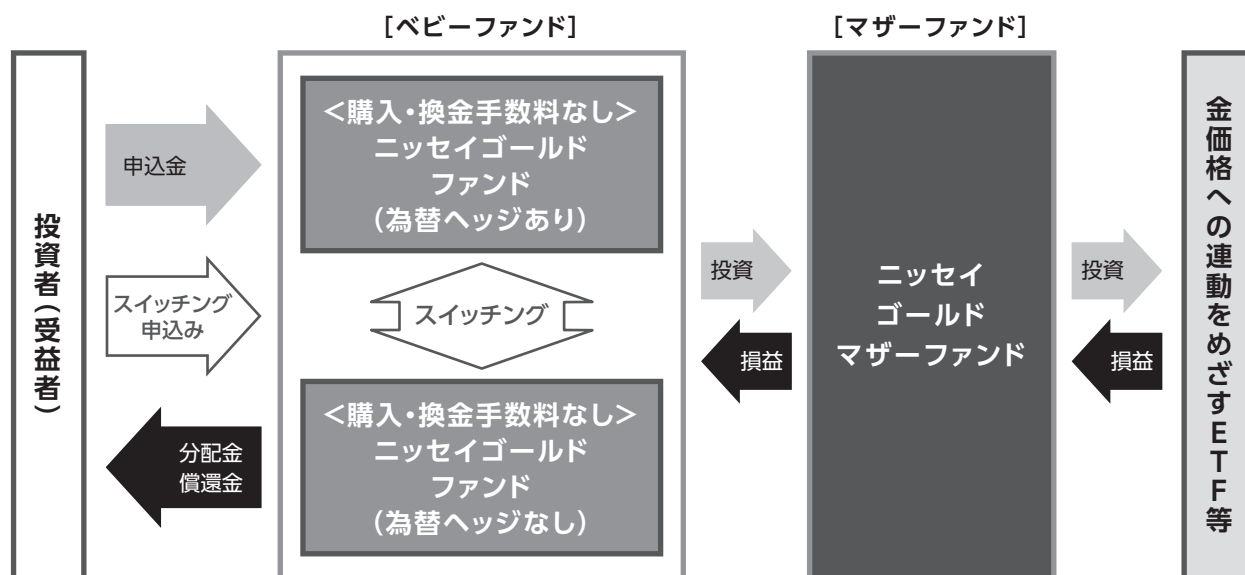 ［ベビーファンド］
［マザーファンド］
投資者（受益者）
申込金
スイッチング
申込み
分配金
償還金
＜購入・換金手数料なし＞
ニッセイゴールド
ファンド
（為替ヘッジあり）
スイッチング
＜購入・換金手数料なし＞
ニッセイゴールド
ファンド
（為替ヘッジなし）
投資
損益
ニッセイ
ゴールド
マザーファンド
投資
損益
金価格への連動をめざすETF等